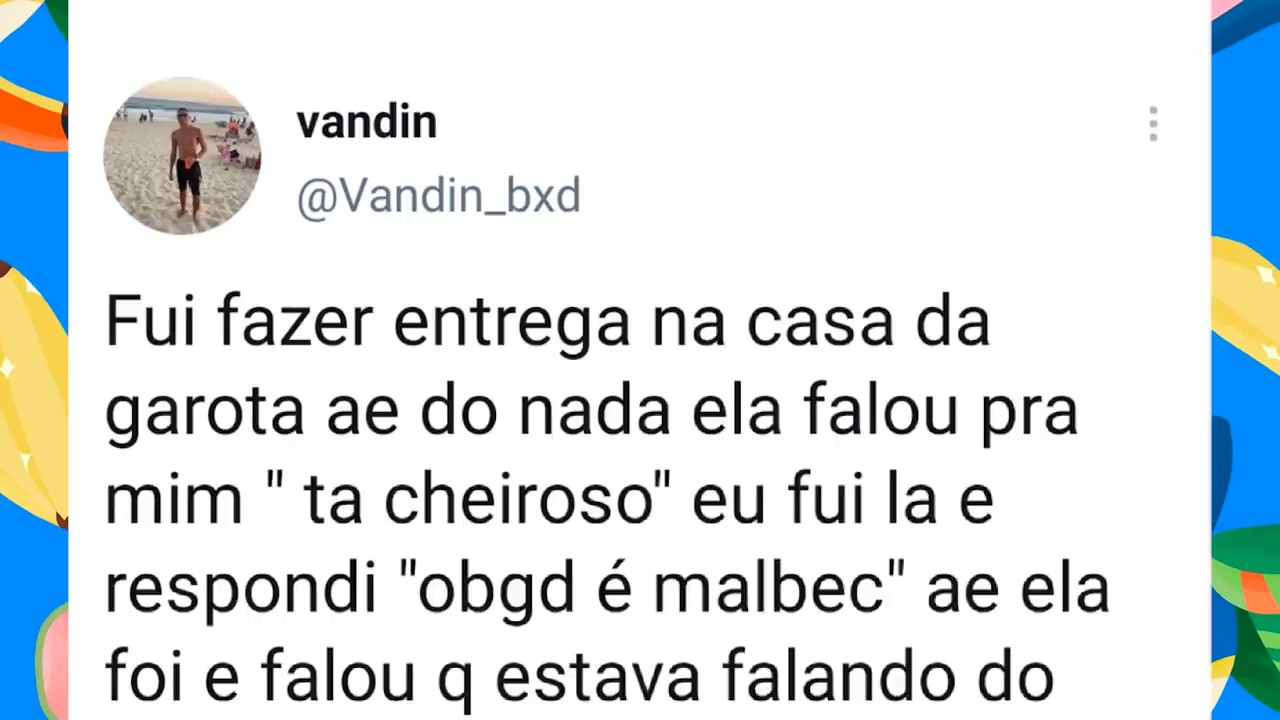 vandin
@Vandin_bxd
Fui fazer entrega na casa da
garota ae do nada ela falou pra
mim " ta cheiroso" eu fui la e
respondi "obgd é malbec" ae ela
foi e falou q estava falando do